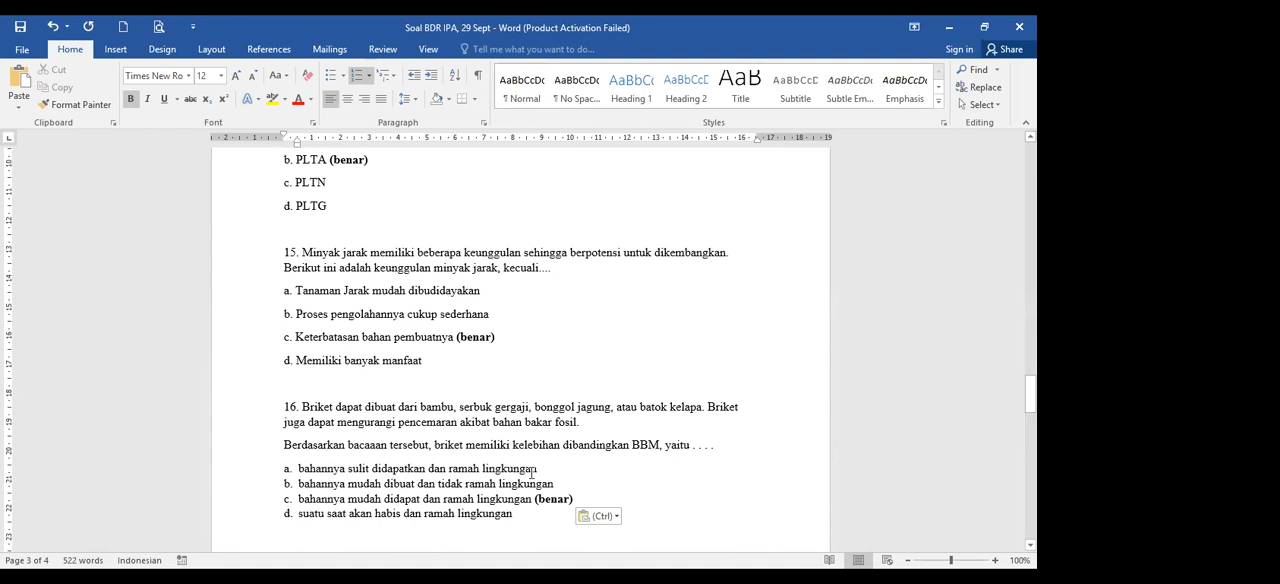 Soal BDR IPA, 29 Sept - Word (Product Activation Failed)
File Home Insert Design Layout References Mailings Review View Tell me what you want to do... Sign in Share
Paste
Cut
Copy
Format Painter
Clipboard
Times New Ro 12
Font
Paragraph
AaBbCcDc AaBbCcDc AaBbCc AaBbCcD AaB AaBbCcD AaBbCcDc AaBbCcDc
¶ Normal ¶ No Spac... Heading 1 Heading 2 Title Subtitle Subtle Em... Emphasis
Styles
Find
Replace
Select
Editing
b. PLTA (benar)
c. PLTN
d. PLTG
15. Minyak jarak memiliki beberapa keunggulan sehingga berpotensi untuk dikembangkan.
Berikut ini adalah keunggulan minyak jarak, kecuali....
a. Tanaman Jarak mudah dibudidayakan
b. Proses pengolahannya cukup sederhana
c. Keterbatasan bahan pembuatnya (benar)
d. Memiliki banyak manfaat
16. Briket dapat dibuat dari bambu, serbuk gergaji, bonggol jagung, atau batok kelapa. Briket
juga dapat mengurangi pencemaran akibat bahan bakar fosil.
Berdasarkan bacaaan tersebut, briket memiliki kelebihan dibandingkan BBM, yaitu . . . .
a. bahannya sulit didapatkan dan ramah lingkungan
b. bahannya mudah dibuat dan tidak ramah lingkungan
c. bahannya mudah didapat dan ramah lingkungan (benar)
d. suatu saat akan habis dan ramah lingkungan
(Ctrl)
Page 3 of 4 522 words Indonesian 100%